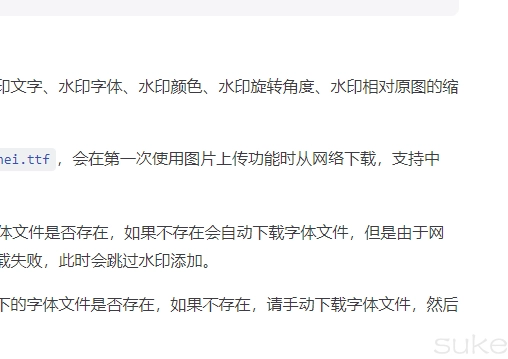 印文字、水印字体、水印颜色、水印旋转角度、水印相对原图的缩
hei.ttf ，会在第一次使用图片上传功能时从网络下载，支持中
体文件是否存在，如果不存在会自动下载字体文件，但是由于网
载失败，此时会跳过水印添加。
下的字体文件是否存在，如果不存在，请手动下载字体文件，然后
suke